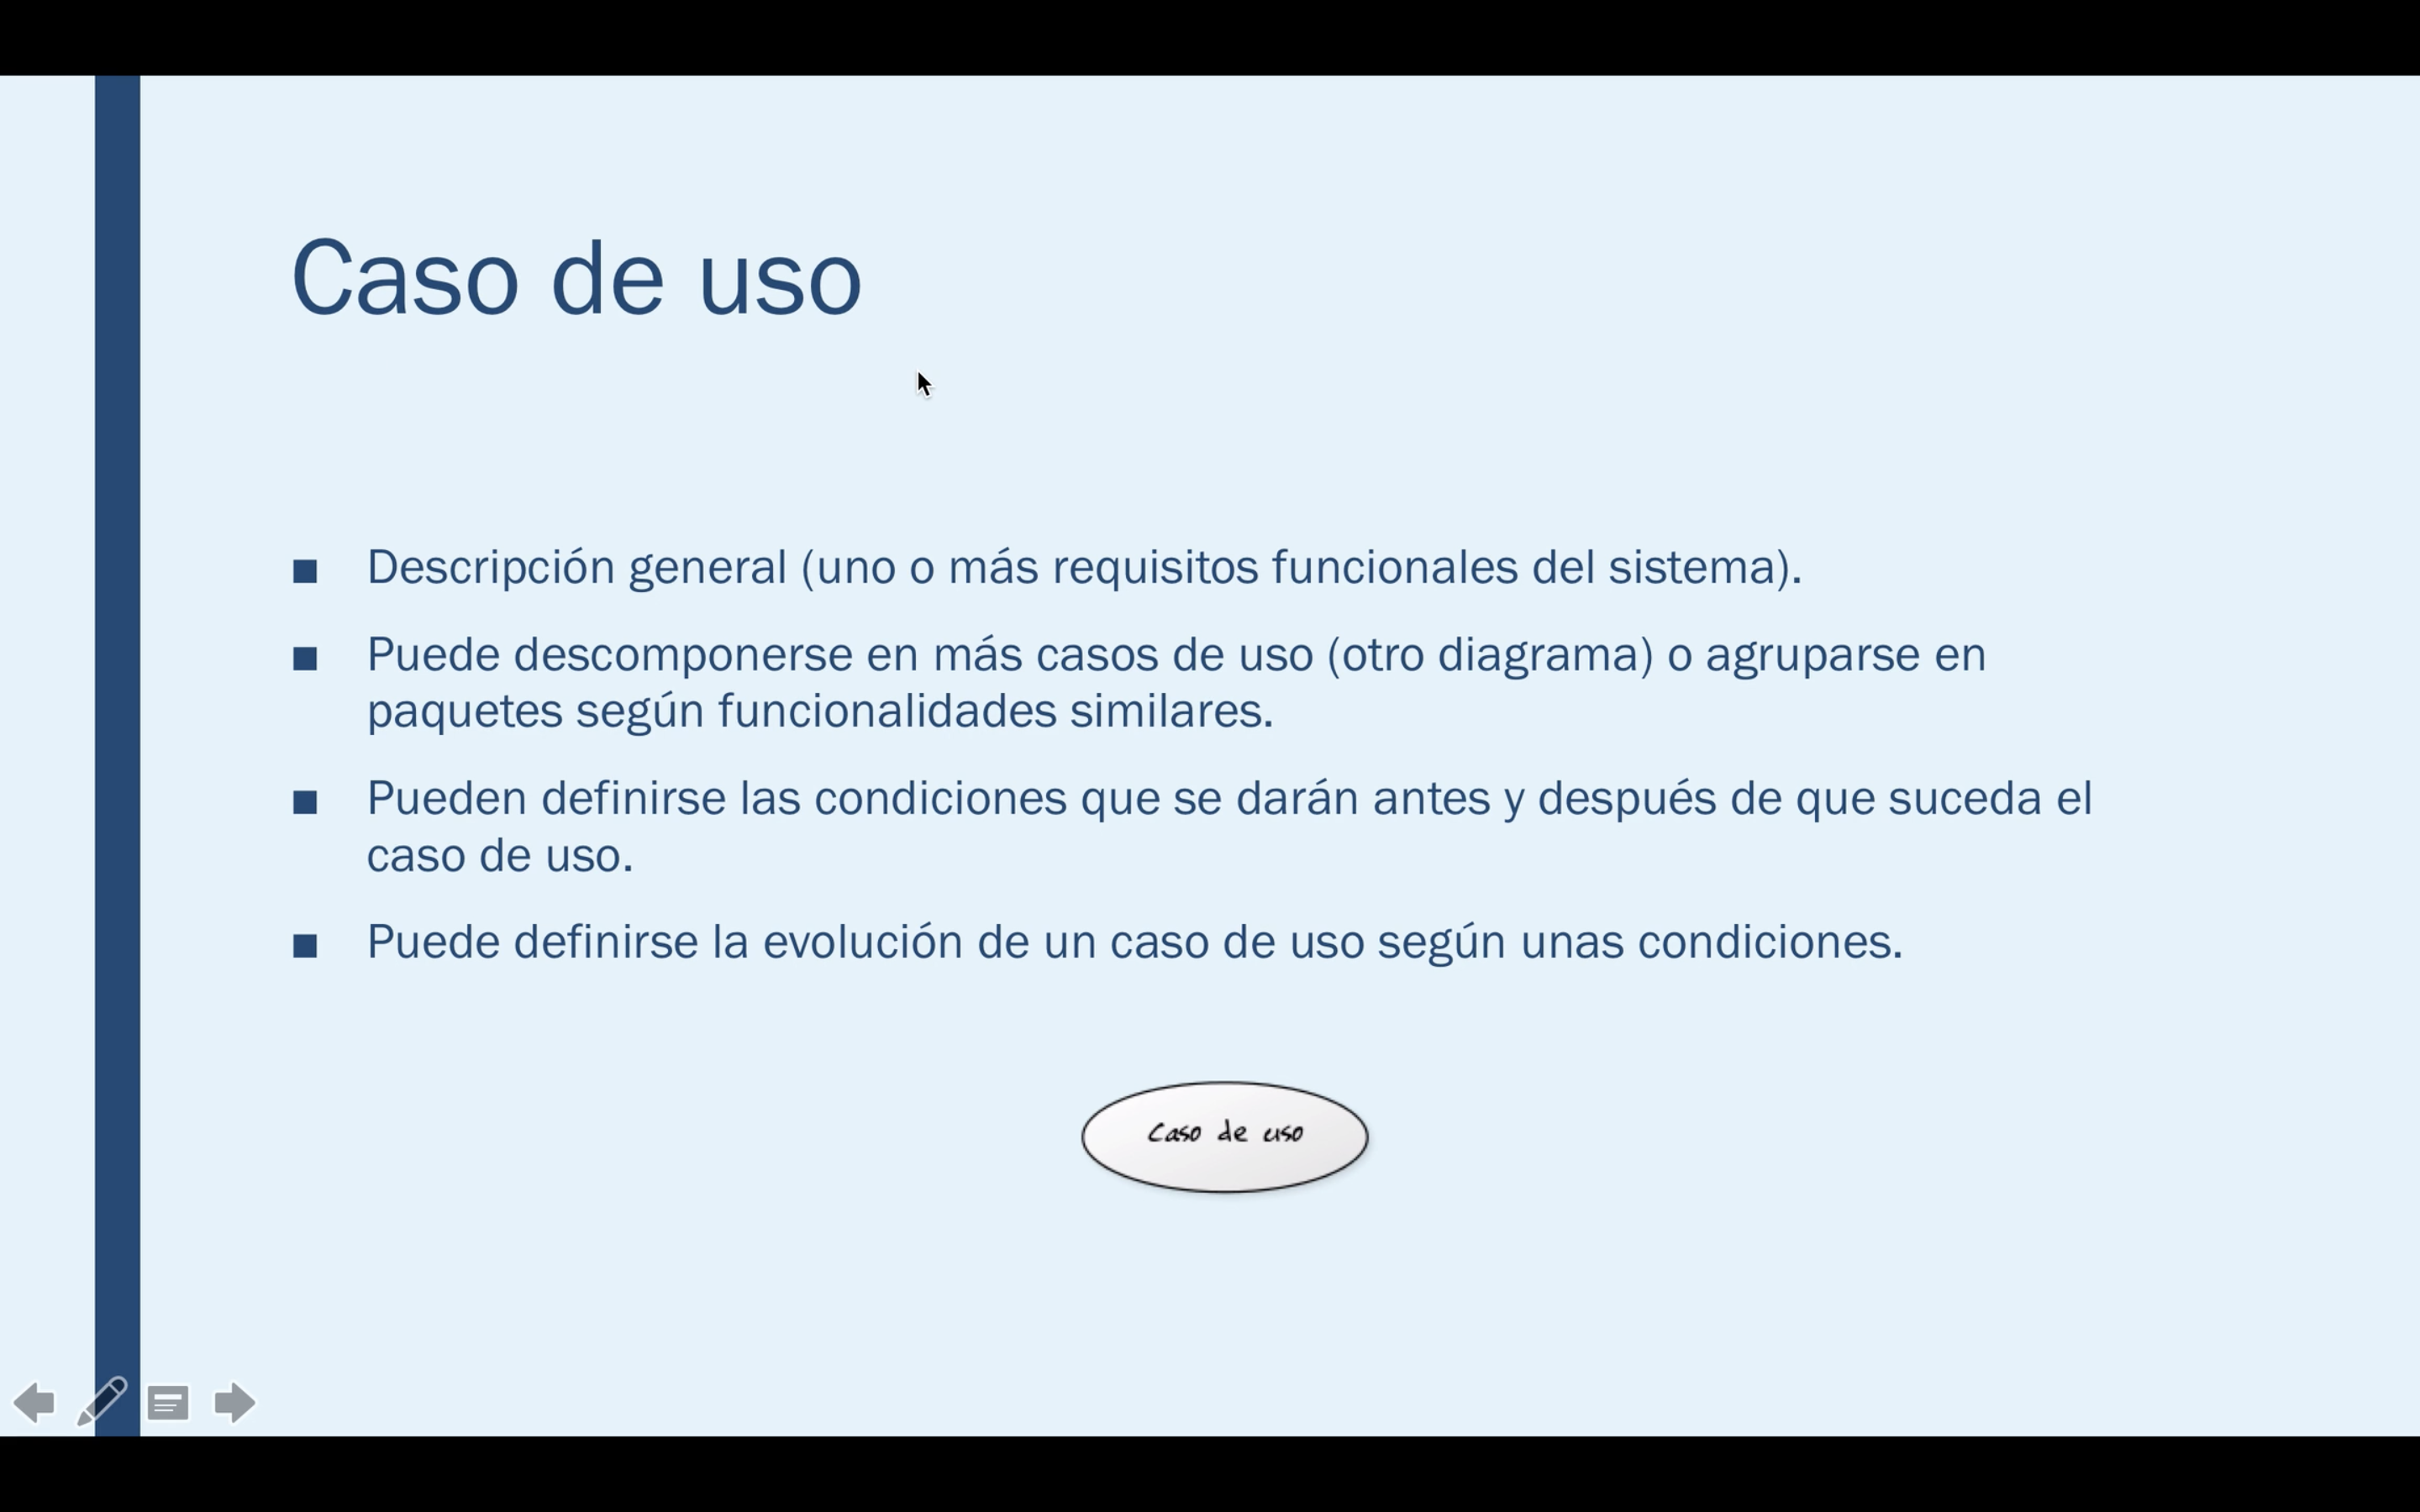 Caso de uso
■ Descripción general (uno o más requisitos funcionales del sistema).
■ Puede descomponerse en más casos de uso (otro diagrama) o agruparse en
paquetes según funcionalidades similares.
■ Pueden definirse las condiciones que se darán antes y después de que suceda el
caso de uso.
■ Puede definirse la evolución de un caso de uso según unas condiciones.
Caso de uso